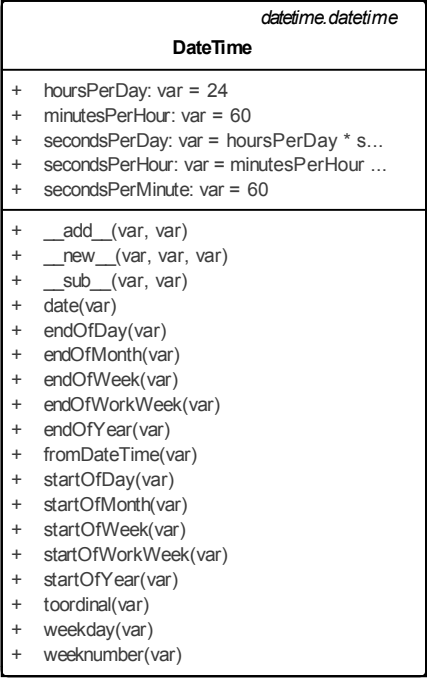 datetime.datetime
DateTime
+ hoursPerDay: var = 24
+ minutesPerHour: var = 60
+ secondsPerDay: var = hoursPerDay * s...
+ secondsPerHour: var = minutesPerHour ...
+ secondsPerMinute: var = 60
+ __add__(var, var)
+ __new__(var, var, var)
+ __sub__(var, var)
+ date(var)
+ endOfDay(var)
+ endOfMonth(var)
+ endOfWeek(var)
+ endOfWorkWeek(var)
+ endOfYear(var)
+ fromDateTime(var)
+ startOfDay(var)
+ startOfMonth(var)
+ startOfWeek(var)
+ startOfWorkWeek(var)
+ startOfYear(var)
+ toordinal(var)
+ weekday(var)
+ weeknumber(var)